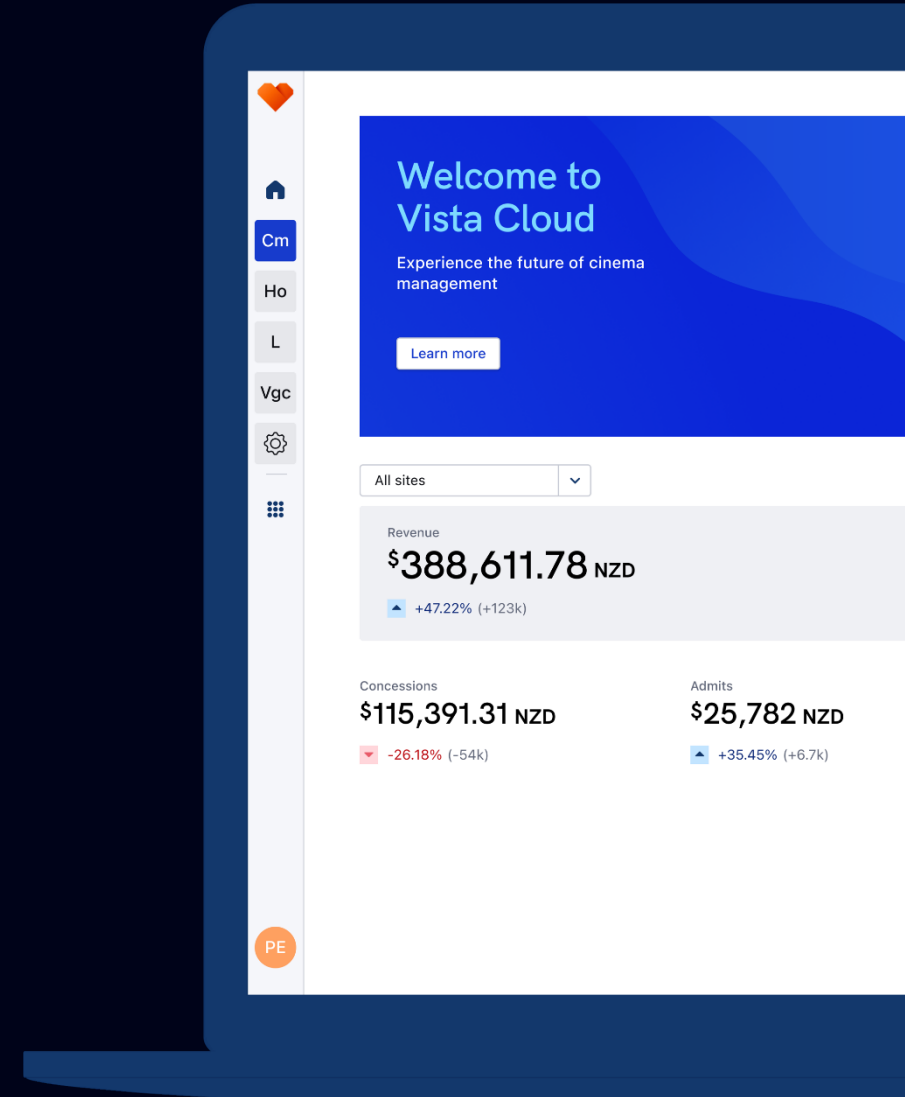 Welcome to
Vista Cloud
Experience the future of cinema
management
Learn more
Cm
Ho
L
Vgc
All sites
Revenue
$388,611.78 NZD
+47.22% (+123k)
Concessions
$115,391.31 NZD
-26.18% (-54k)
Admits
$25,782 NZD
+35.45% (+6.7k)
PE